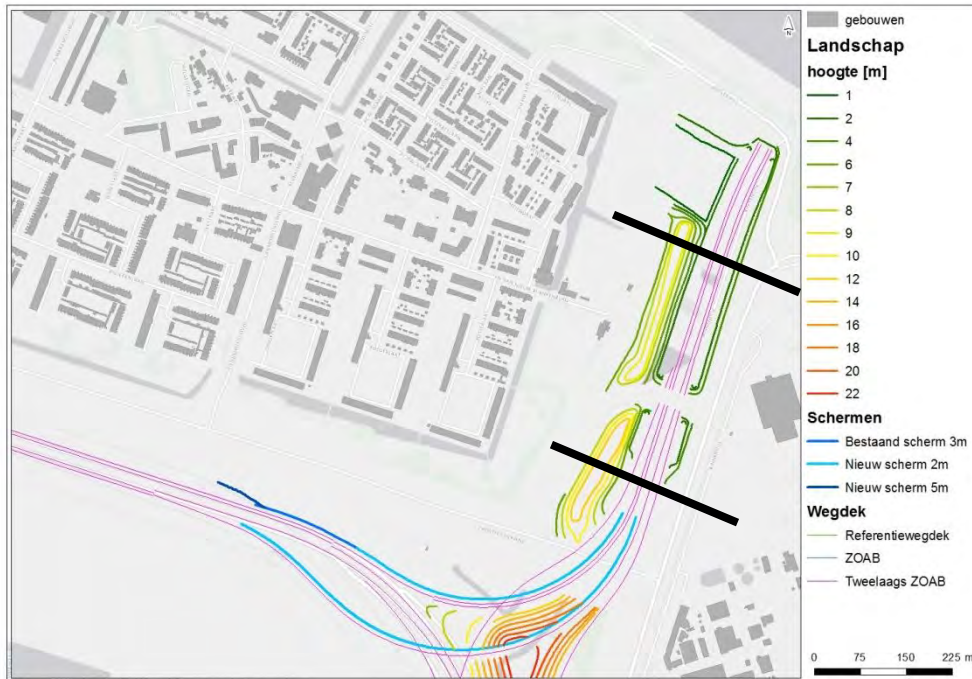 N
gebouwen
Landschap
hoogte [m]
1
2
4
6
7
8
9
10
12
14
16
18
20
22
Schermen
Bestaand scherm 3m
Nieuw scherm 2m
Nieuw scherm 5m
Wegdek
Referentiewegdek
ZOAB
Tweelaags ZOAB
0 75 150 225 m